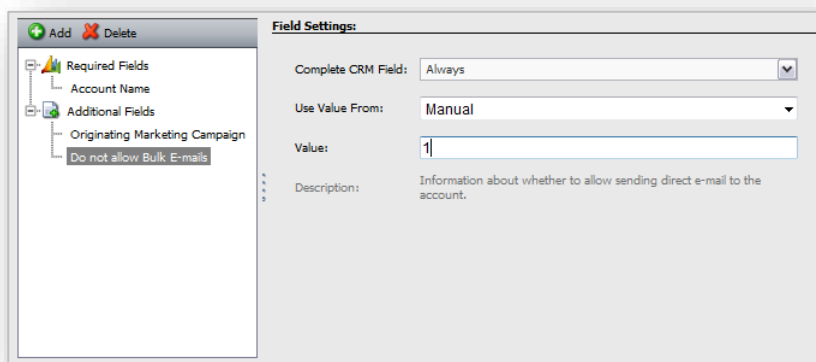 Add Delete
Required Fields
Account Name
Additional Fields
Originating Marketing Campaign
Do not allow Bulk E-mails
Field Settings:
Complete CRM Field: Always
Use Value From: Manual
Value: 1
Description: Information about whether to allow sending direct e-mail to the
account.